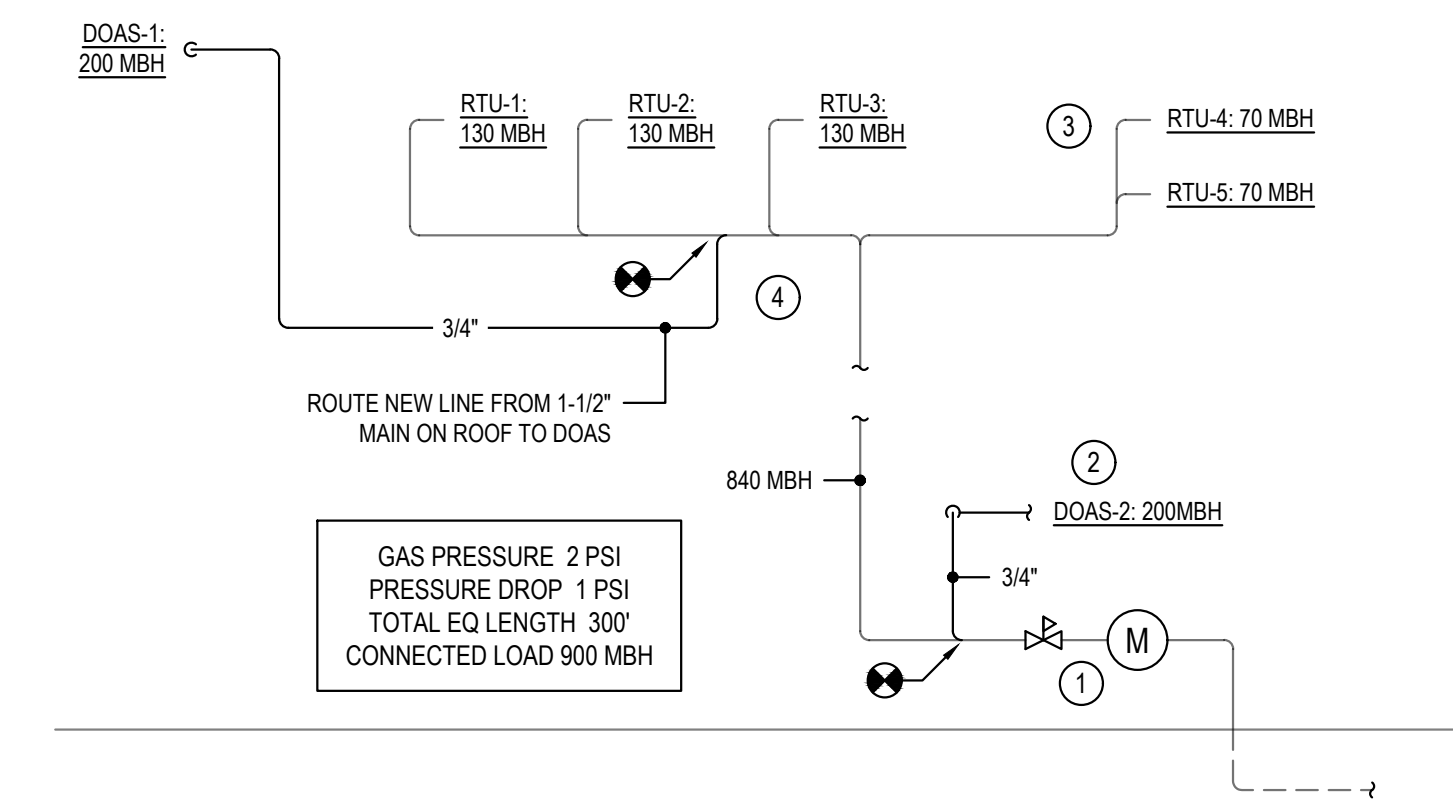 DOAS-1:
200 MBH
RTU-1:
130 MBH
RTU-2:
130 MBH
RTU-3:
130 MBH
3
RTU-4: 70 MBH
RTU-5: 70 MBH
4
3/4"
ROUTE NEW LINE FROM 1-1/2"
MAIN ON ROOF TO DOAS
840 MBH
2
DOAS-2: 200MBH
3/4"
GAS PRESSURE 2 PSI
PRESSURE DROP 1 PSI
TOTAL EQ LENGTH 300'
CONNECTED LOAD 900 MBH
M
1